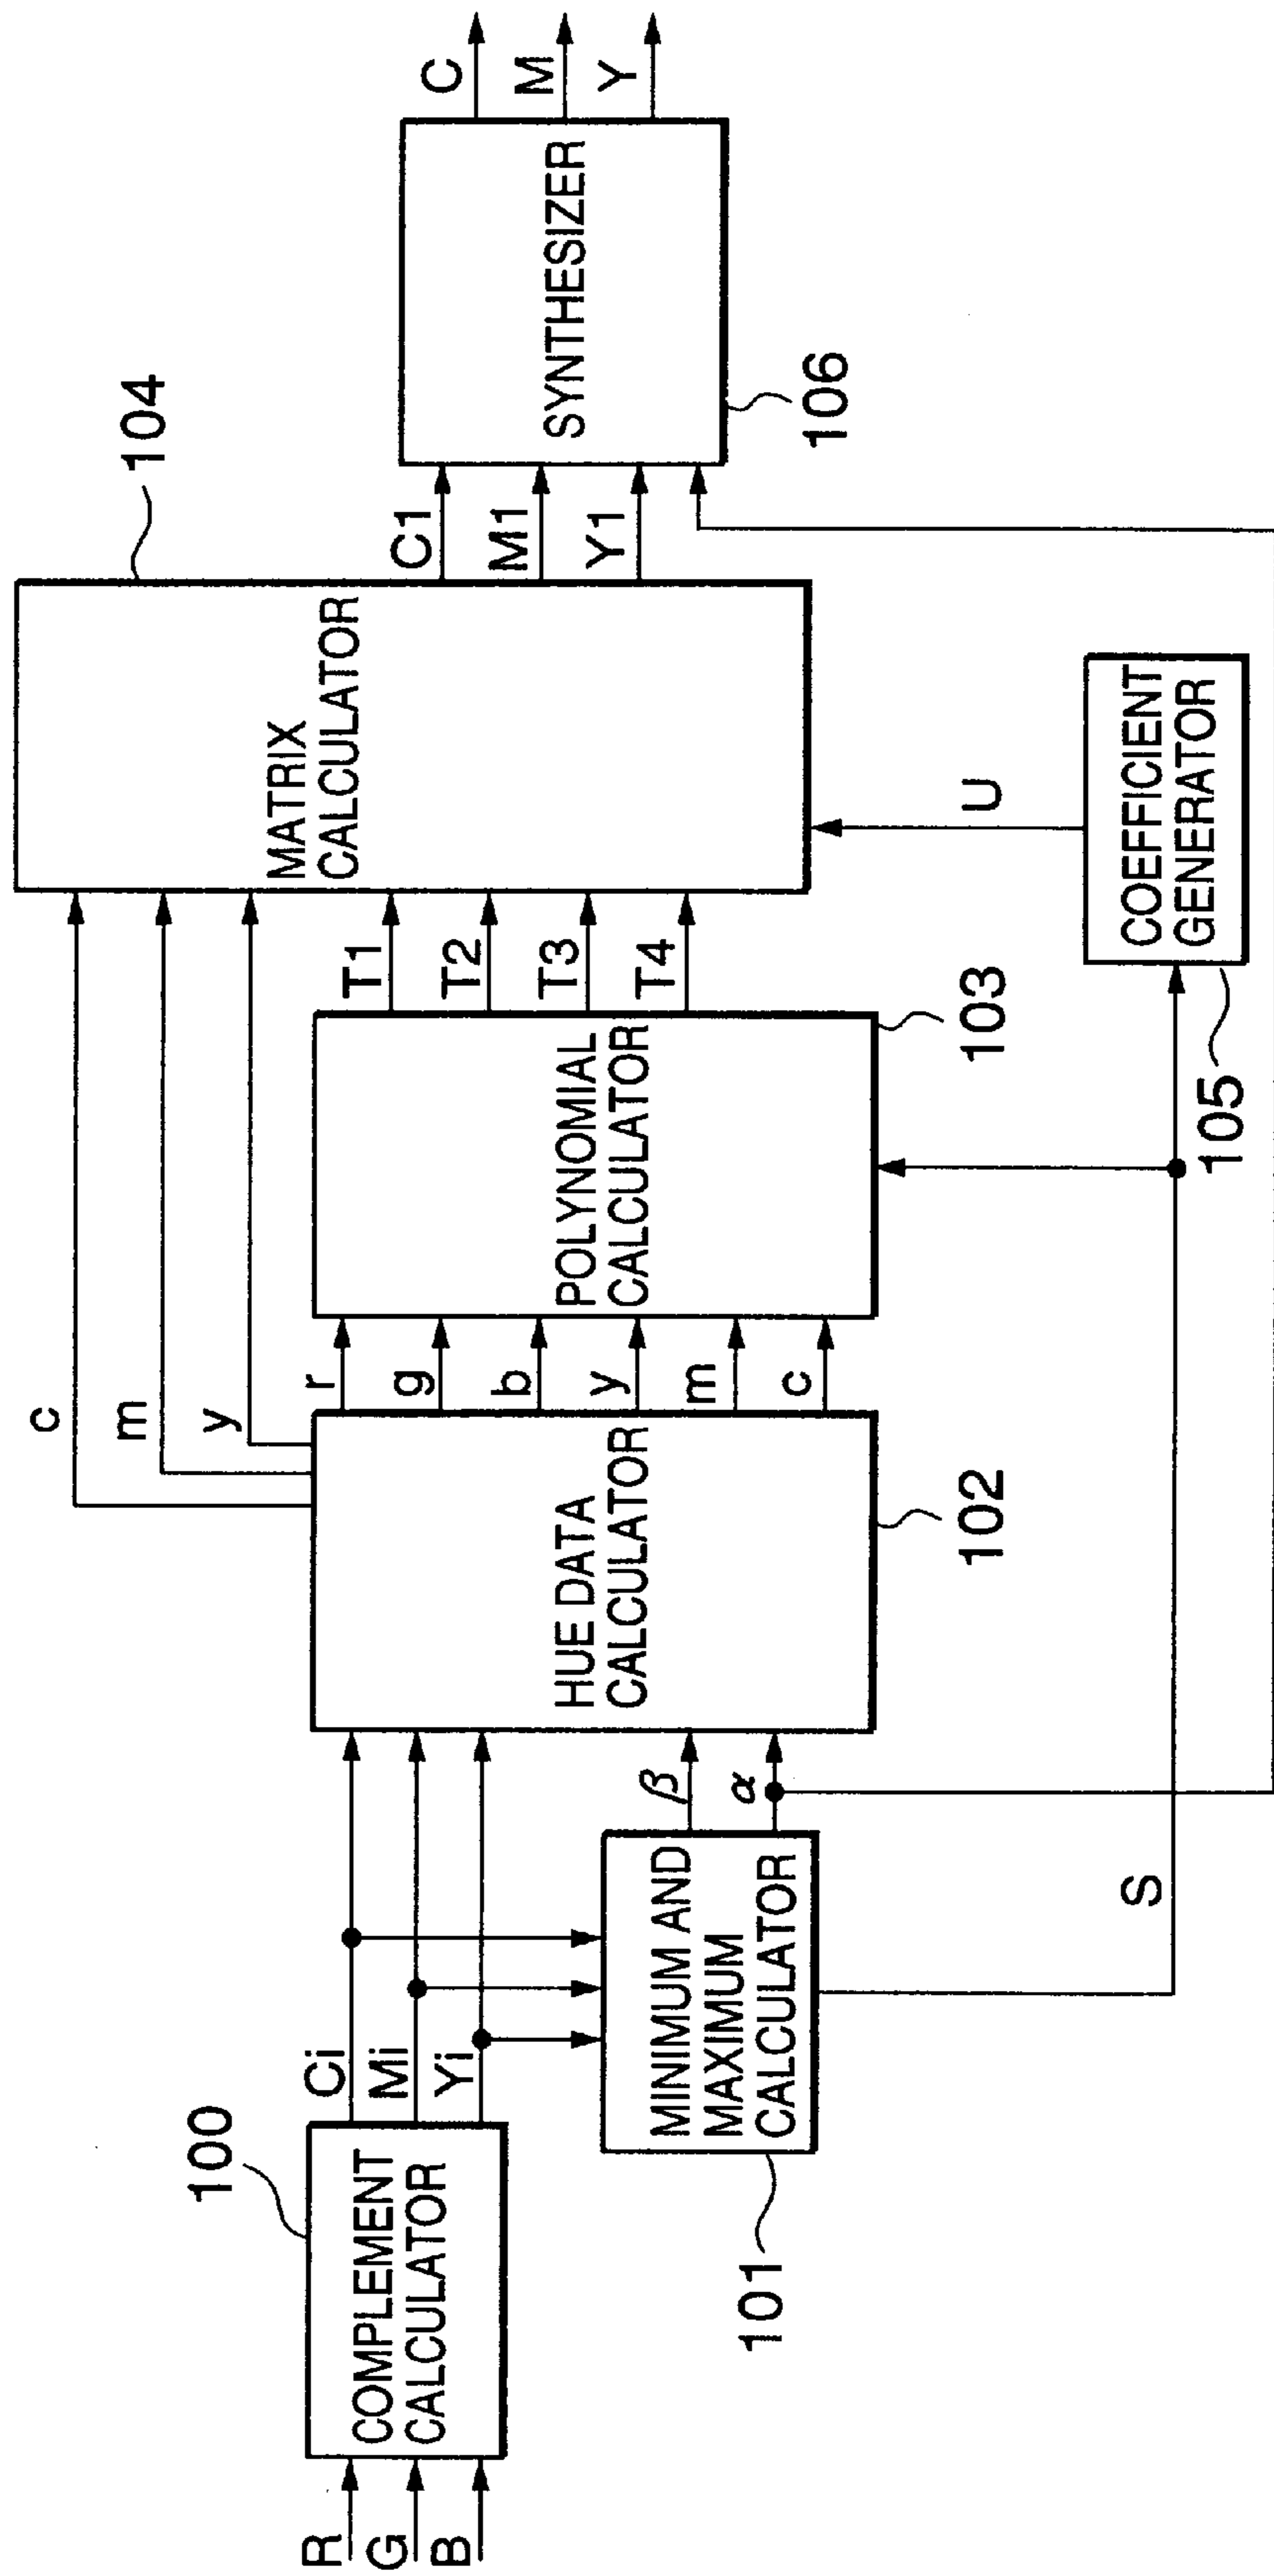 R
G
B
COMPLEMENT
CALCULATOR
100
Ci
Mi
Yi
MINIMUM AND
MAXIMUM
CALCULATOR
101
β
α
S
HUE DATA
CALCULATOR
102
c
m
y
r
g
b
y
m
c
POLYNOMIAL
CALCULATOR
103
T1
T2
T3
T4
COEFFICIENT
GENERATOR
105
U
MATRIX
CALCULATOR
104
C1
M1
Y1
SYNTHESIZER
106
C
M
Y